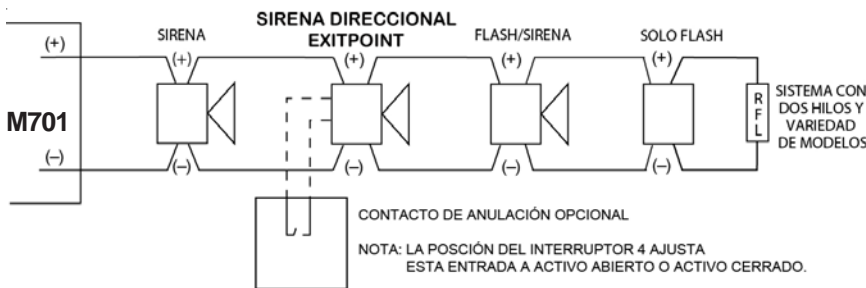 SIRENA
SIRENA DIRECCIONAL
EXITPOINT
FLASH/SIRENA
SOLO FLASH
(+)
(+)
(+)
(+)
(+)
M701
RFL
SISTEMA CON
DOS HILOS Y
VARIEDAD
DE MODELOS
(–)
(–)
(–)
(–)
(–)
CONTACTO DE ANULACIÓN OPCIONAL
NOTA: LA POSCIÓN DEL INTERRUPTOR 4 AJUSTA
ESTA ENTRADA A ACTIVO ABIERTO O ACTIVO CERRADO.